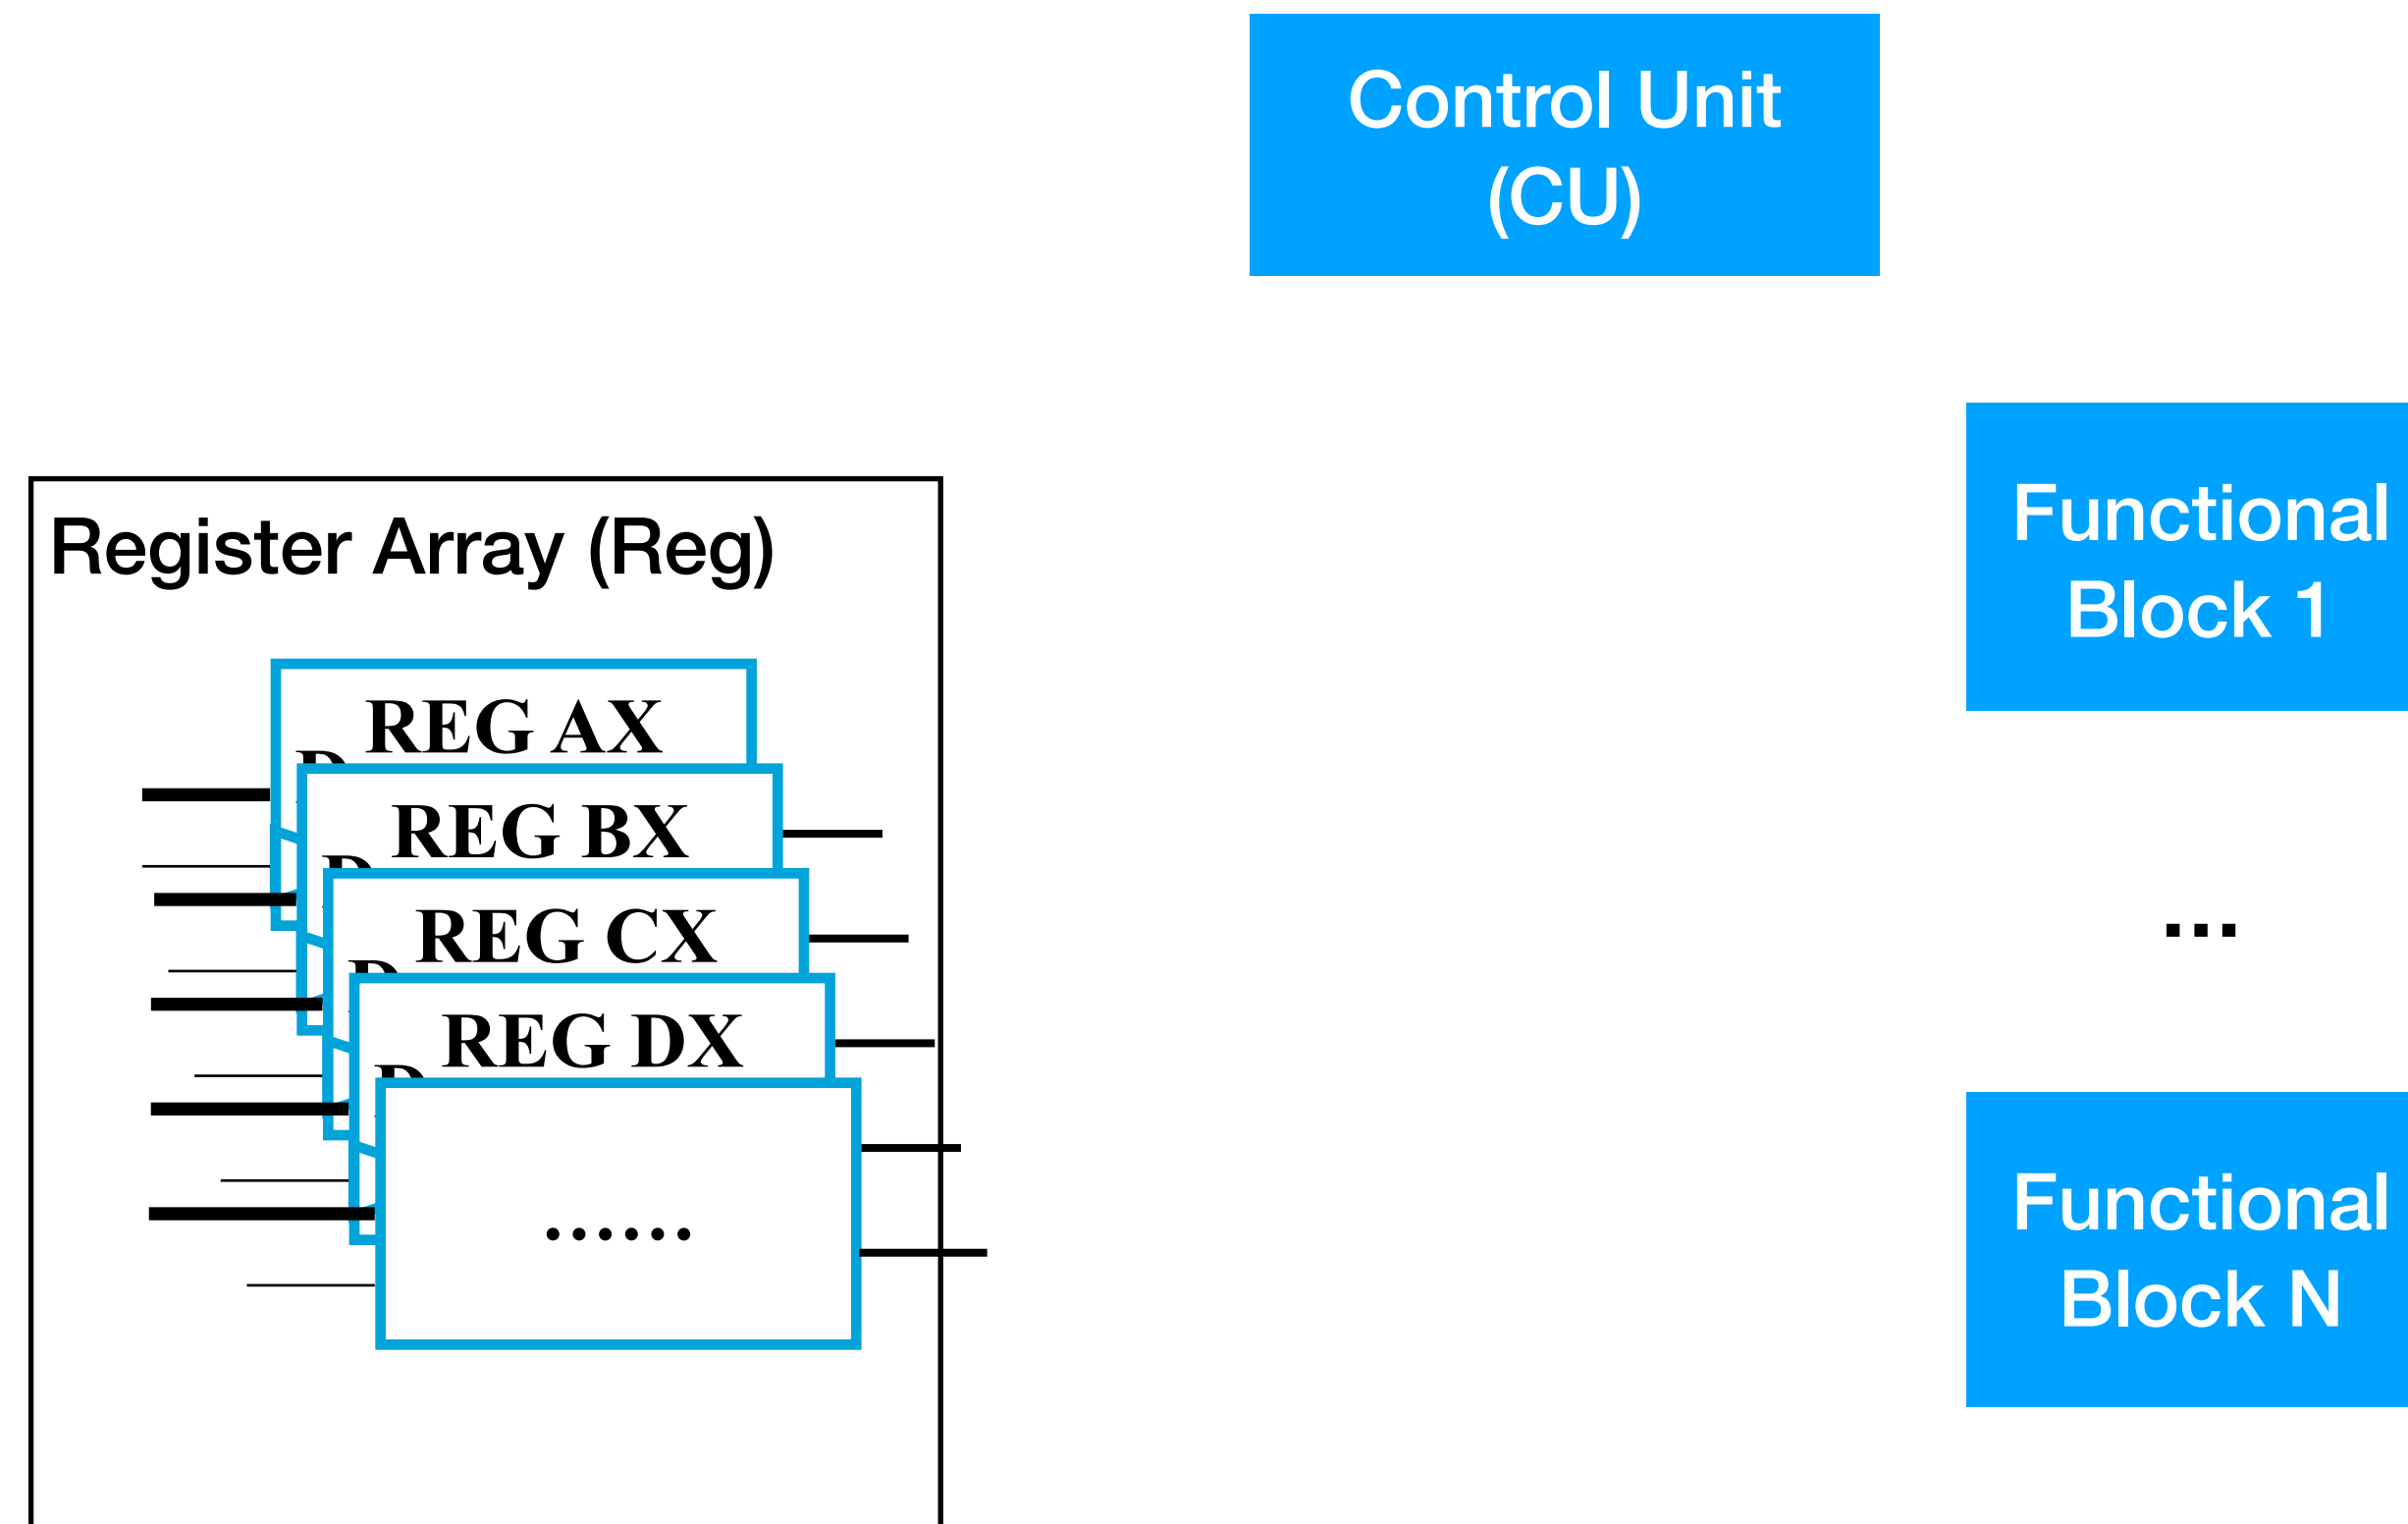 Control Unit
(CU)
Functional
Block 1
Register Array (Reg)
REG AX
D
REG BX
D
REG CX
D
REG DX
D
......
...
Functional
Block N